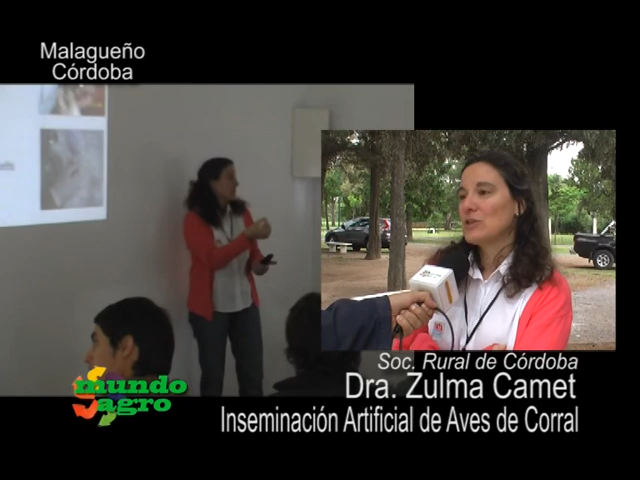 Malagueño
Córdoba
Soc. Rural de Córdoba
Dra. Zulma Camet
Inseminación Artificial de Aves de Corral
mundo
agro